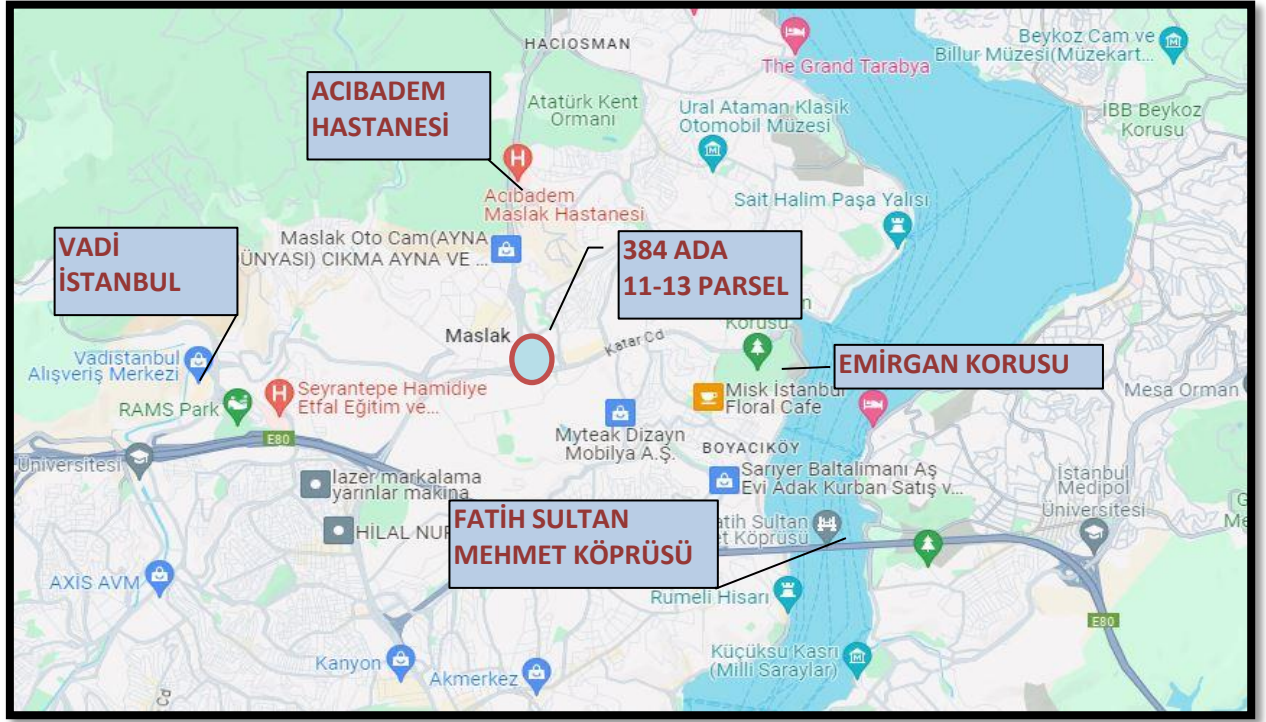 HACIOSMAN
The Grand Tarabya
Beykoz Cam ve
Billur Müzesi(Müzekart...
ACIBADEM
HASTANESİ
Atatürk Kent
Ormanı
Ural Ataman Klasik
Otomobil Müzesi
İBB Beykoz
Korusu
Acıbadem
Maslak Hastanesi
Sait Halim Paşa Yalısı
VADİ
İSTANBUL
Maslak Oto Cam(AYNA
ÜNYASI) CIKMA AYNA VE ...
384 ADA
11-13 PARSEL
Korusu
Maslak
Katar Cd
EMİRGAN KORUSU
Vadistanbul
Alışveriş Merkezi
RAMS Park
Seyrantepe Hamidiye
Etfal Eğitim ve...
Misk İstanbul
Floral Cafe
Mesa Orman
Myteak Dizayn
Mobilya A.Ş.
BOYACIKÖY
E80
Üniversitesi
lazer markalama
yarınlar makina
Sarıyer Baltalimanı Aş
Evi Adak Kurban Satış v...
İstanbul
Medipol
Üniversitesi
HİLAL NUR
FATİH SULTAN
MEHMET KÖPRÜSÜ
atih Sultan
et Köprüsü
AXİS AVM
Rumeli Hisarı
E80
Kanyon
Akmerkez
Küçüksu Kasrı
(Milli Saraylar)
Cd